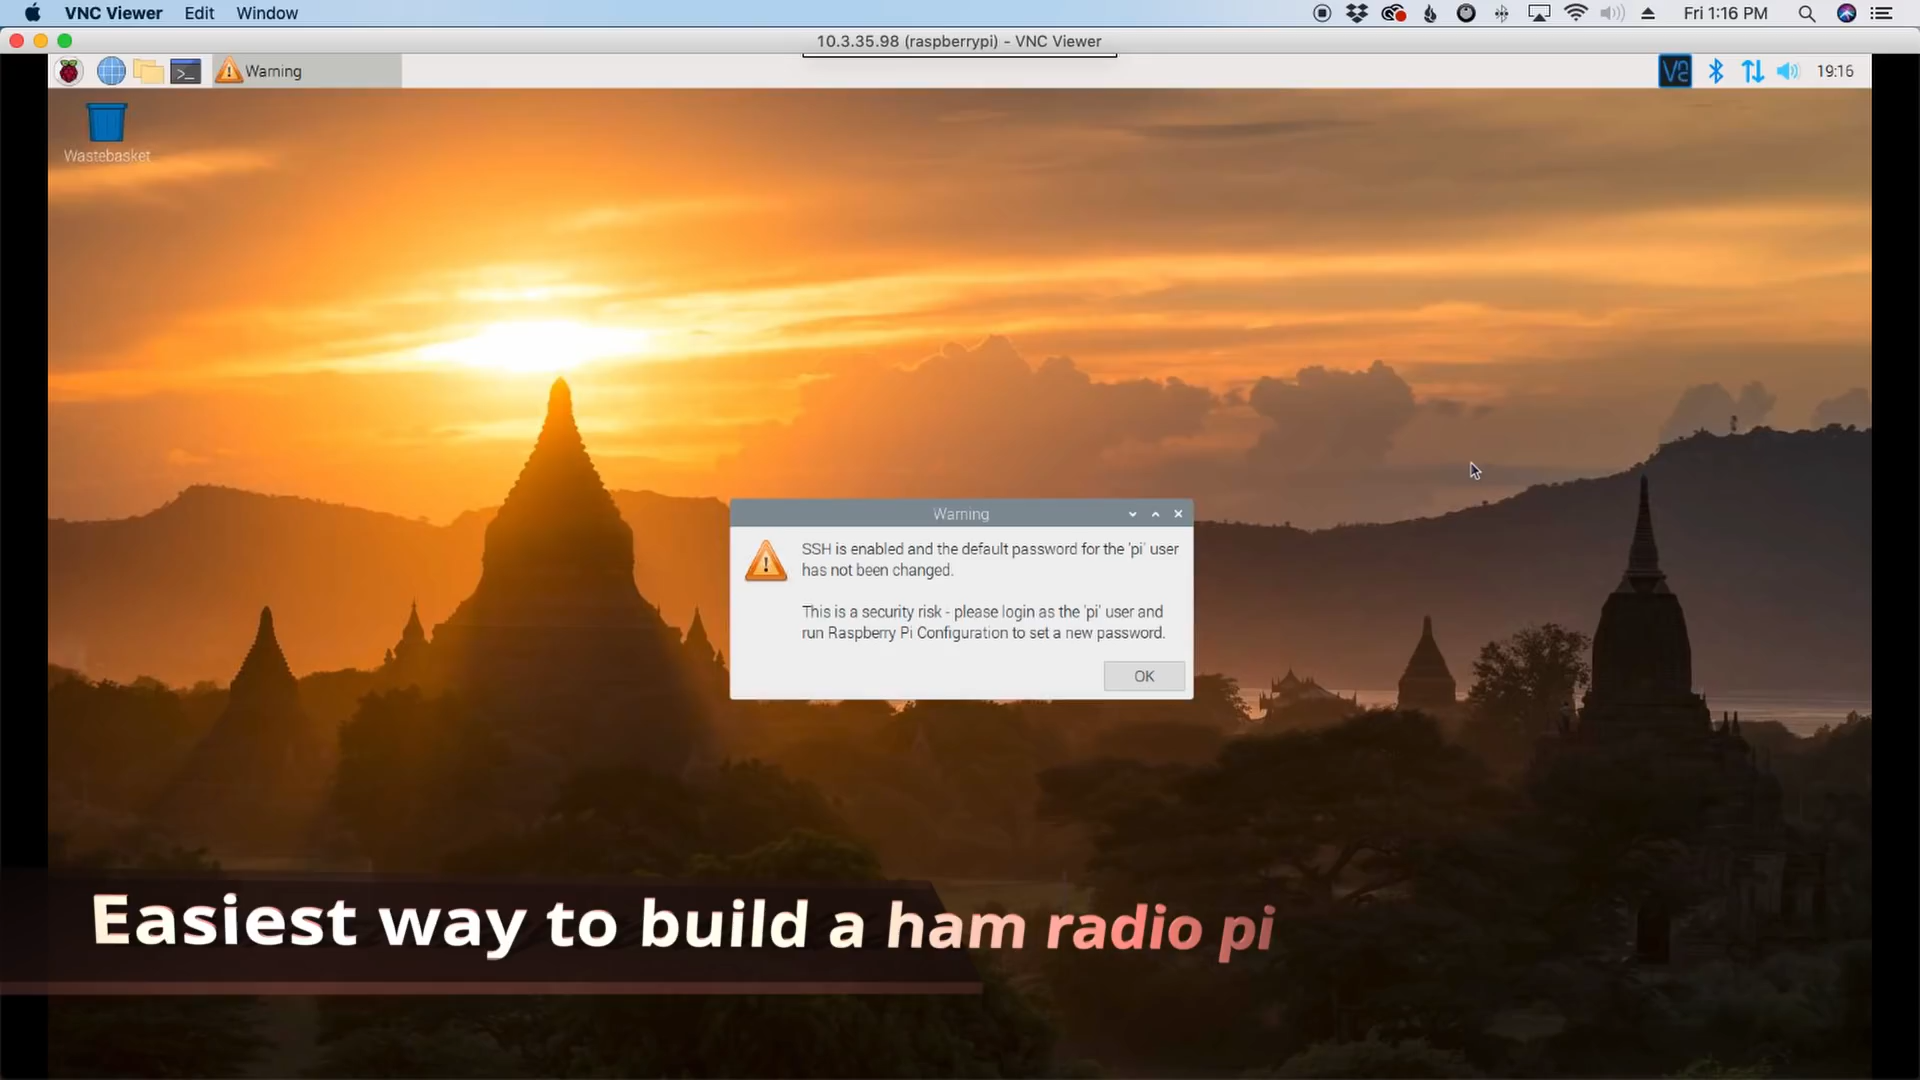 VNC Viewer Edit Window Fri 1:16 PM
10.3.35.98 (raspberrypi) - VNC Viewer
>_ Warning V2 19:16
Wastebasket
Warning
SSH is enabled and the default password for the 'pi' user
has not been changed.
This is a security risk - please login as the 'pi' user and
run Raspberry Pi Configuration to set a new password.
OK
Easiest way to build a ham radio pi